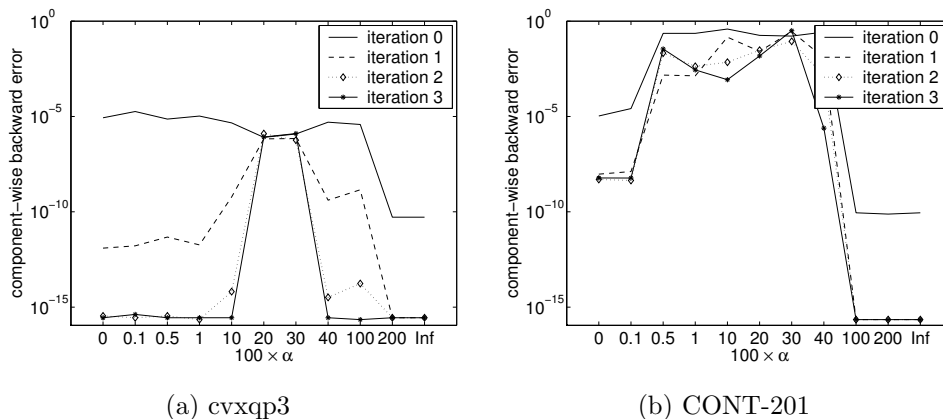 (a)
(b)
10^0
10^-5
10^-10
10^-15
component-wise backward error
iteration 0
iteration 1
iteration 2
iteration 3
0 0.1 0.5 1 10 20 30 40 100 200 Inf
100 × α
10^0
10^-5
10^-10
10^-15
component-wise backward error
iteration 0
iteration 1
iteration 2
iteration 3
0 0.1 0.5 1 10 20 30 40 100 200 Inf
100 × α
(a) cvxqp3
(b) CONT-201